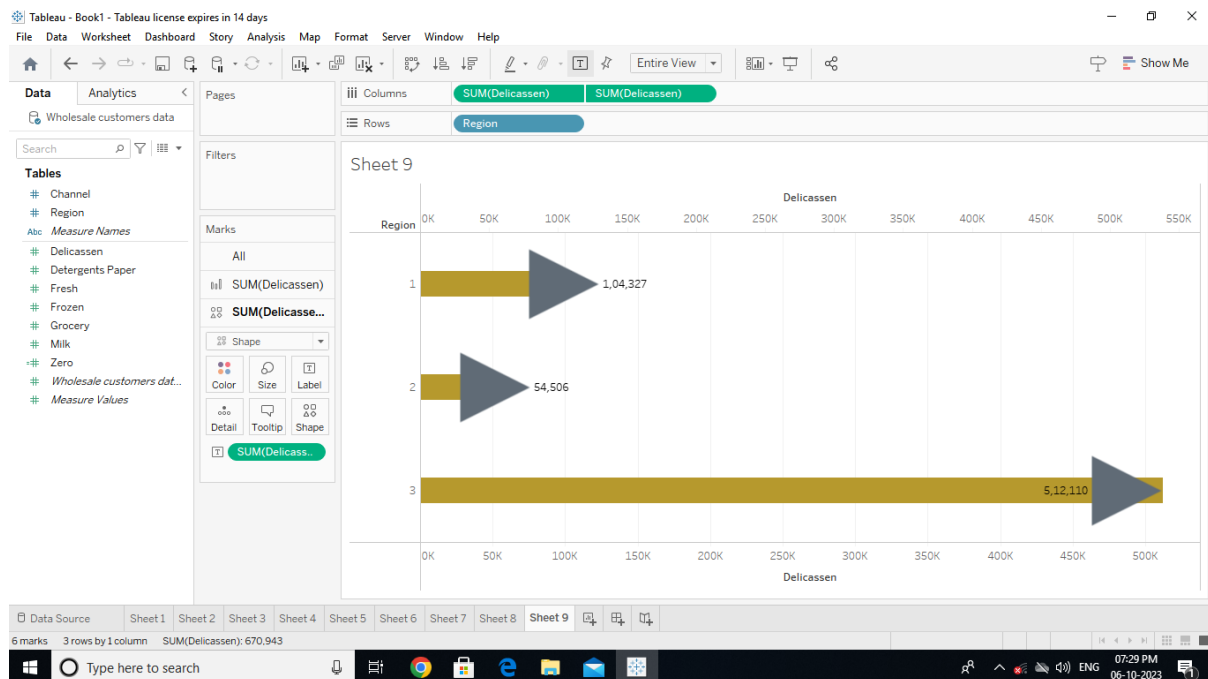 Tableau - Book1 - Tableau license expires in 14 days
File Data Worksheet Dashboard Story Analysis Map Format Server Window Help
Entire View
Show Me
Data Analytics
Wholesale customers data
Search
Tables
# Channel
# Region
Abc Measure Names
# Delicassen
# Detergents Paper
# Fresh
# Frozen
# Grocery
# Milk
=# Zero
# Wholesale customers dat...
# Measure Values
Pages
Filters
Marks
All
SUM(Delicassen)
SUM(Delicasse...
Shape
Color Size Label
Detail Tooltip Shape
SUM(Delicass..
Columns SUM(Delicassen) SUM(Delicassen)
Rows Region
Sheet 9
Delicassen
Region 0K 50K 100K 150K 200K 250K 300K 350K 400K 450K 500K 550K
1 1,04,327
2 54,506
3 5,12,110
0K 50K 100K 150K 200K 250K 300K 350K 400K 450K 500K
Delicassen
Data Source Sheet 1 Sheet 2 Sheet 3 Sheet 4 Sheet 5 Sheet 6 Sheet 7 Sheet 8 Sheet 9
6 marks 3 rows by 1 column SUM(Delicassen): 670,943
Type here to search
ENG
07:29 PM
06-10-2023
1